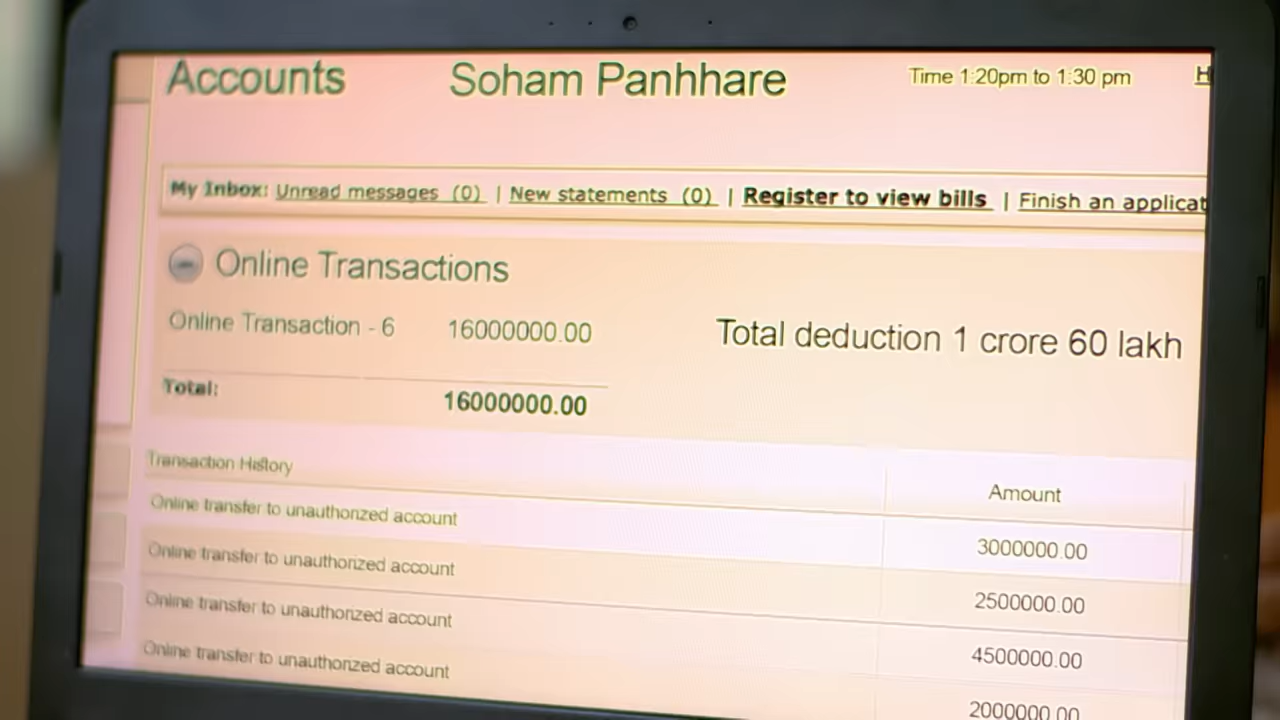 Accounts Soham Panhhare Time 1:20pm to 1:30 pm H
My Inbox: Unread messages (0) | New statements (0) | Register to view bills | Finish an applicat
Online Transactions
Online Transaction - 6 16000000.00 Total deduction 1 crore 60 lakh
Total: 16000000.00
Transaction History Amount
Online transfer to unauthorized account 3000000.00
Online transfer to unauthorized account 2500000.00
Online transfer to unauthorized account 4500000.00
Online transfer to unauthorized account 2000000.00